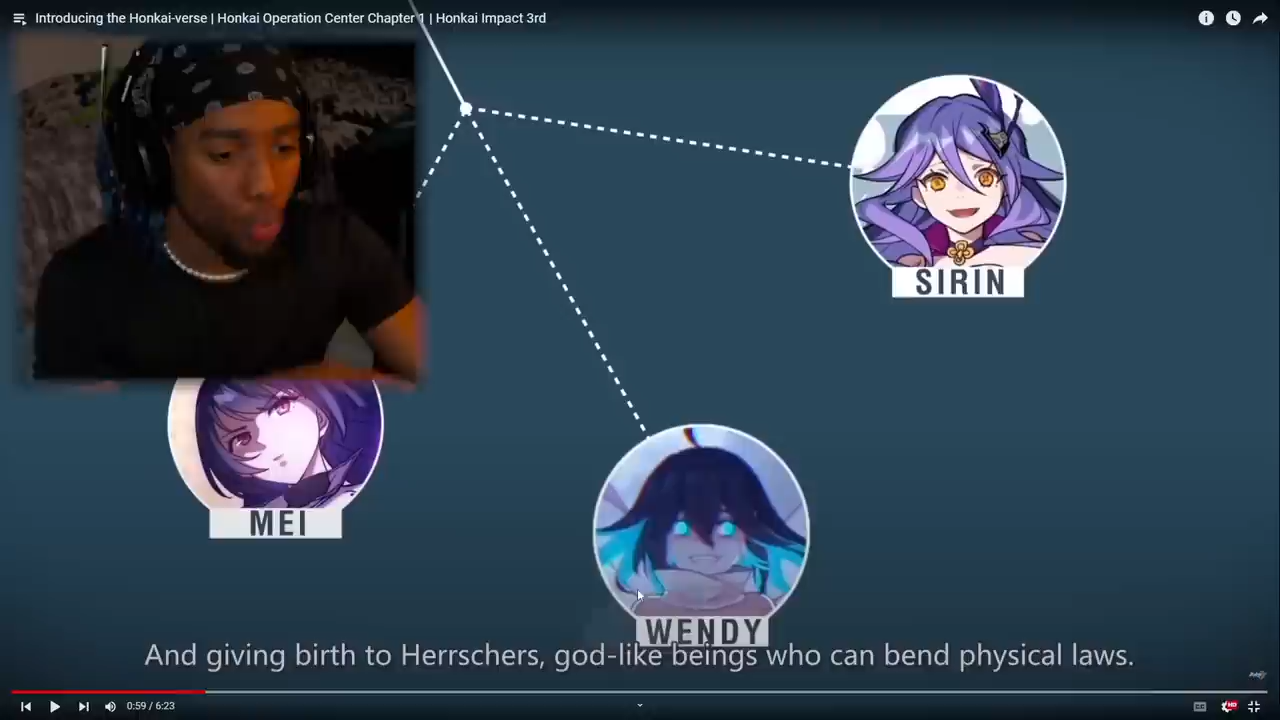 Introducing the Honkai-verse | Honkai Operation Center Chapter 1 | Honkai Impact 3rd
SIRIN
MEI
WENDY
And giving birth to Herrschers, god-like beings who can bend physical laws.
0:59 / 6:23
HD